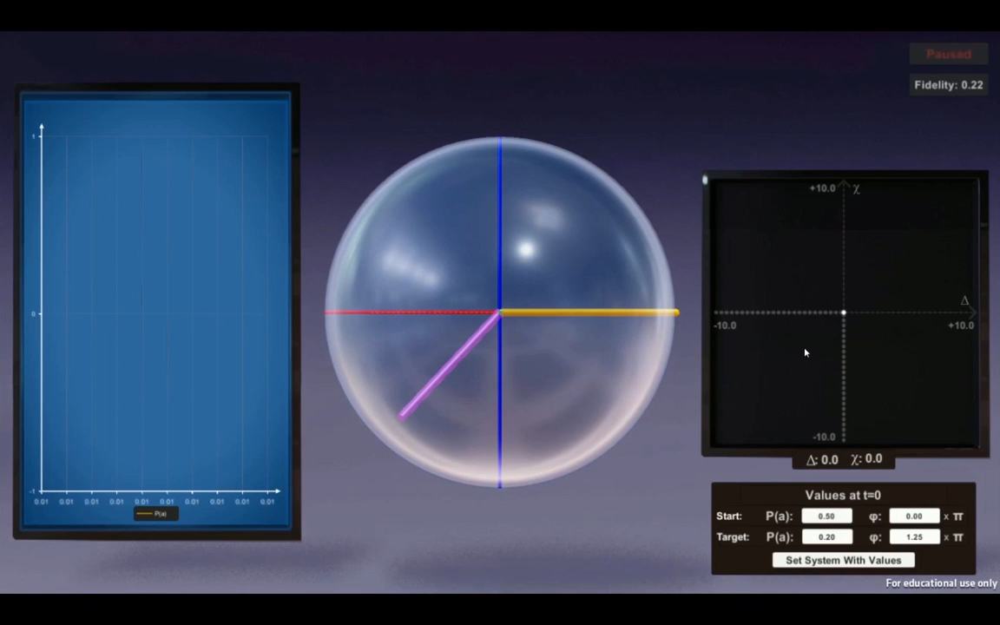 Paused
Fidelity: 0.22
1
0
-1
0.01 0.01 0.01 0.01 0.01 0.01 0.01 0.01 0.01 0.01
P(a)
+10.0 χ
Δ
-10.0 +10.0
-10.0
Δ: 0.0 χ: 0.0
Values at t=0
Start: P(a): 0.50 φ: 0.00 x π
Target: P(a): 0.20 φ: 1.25 x π
Set System With Values
For educational use only